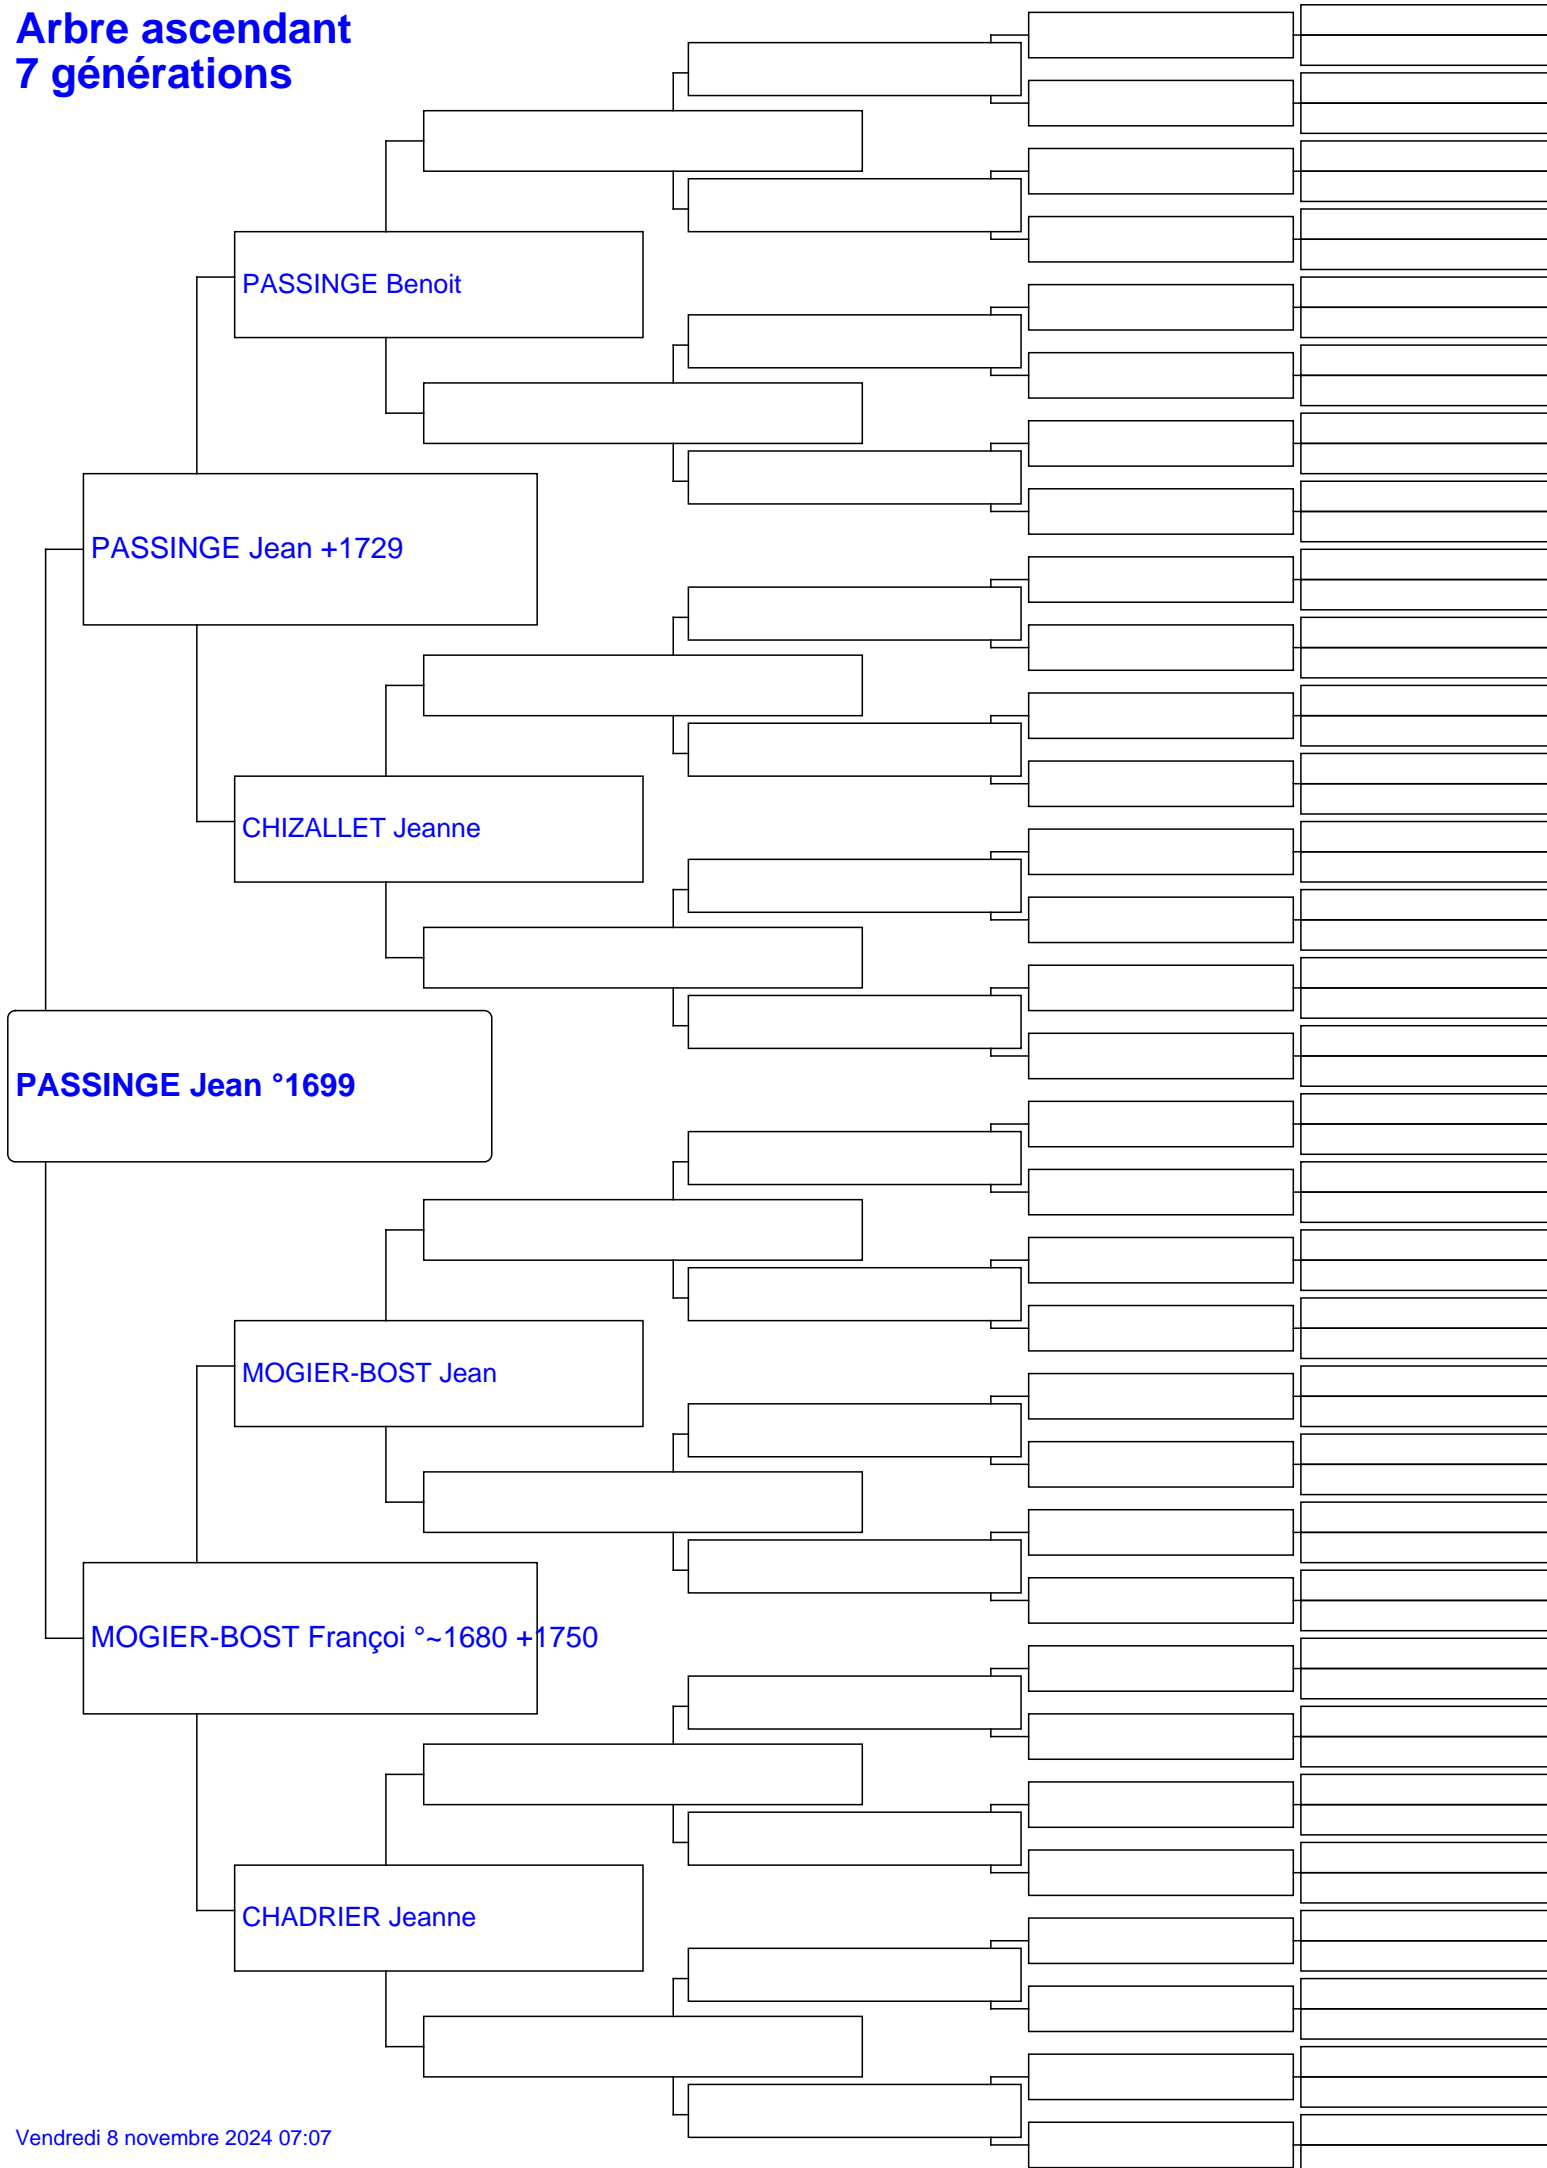 Arbre ascendant
7 générations
PASSINGE Benoit
PASSINGE Jean +1729
CHIZALLET Jeanne
PASSINGE Jean °1699
MOGIER-BOST Jean
MOGIER-BOST Françoi °~1680 +1750
CHADRIER Jeanne
Vendredi 8 novembre 2024 07:07